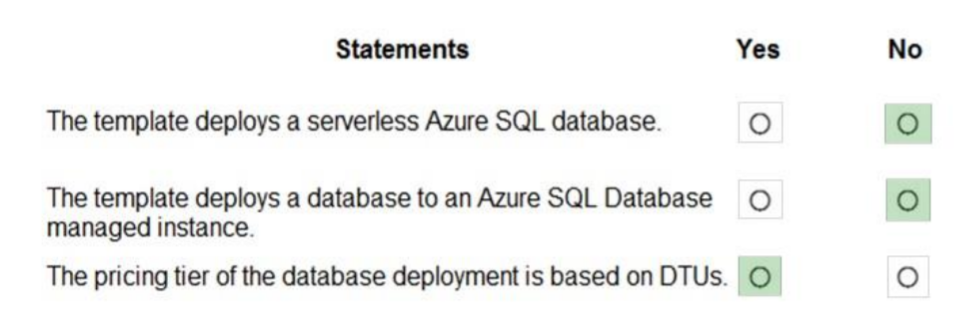 Statements Yes No
The template deploys a serverless Azure SQL database.
The template deploys a database to an Azure SQL Database
managed instance.
The pricing tier of the database deployment is based on DTUs.